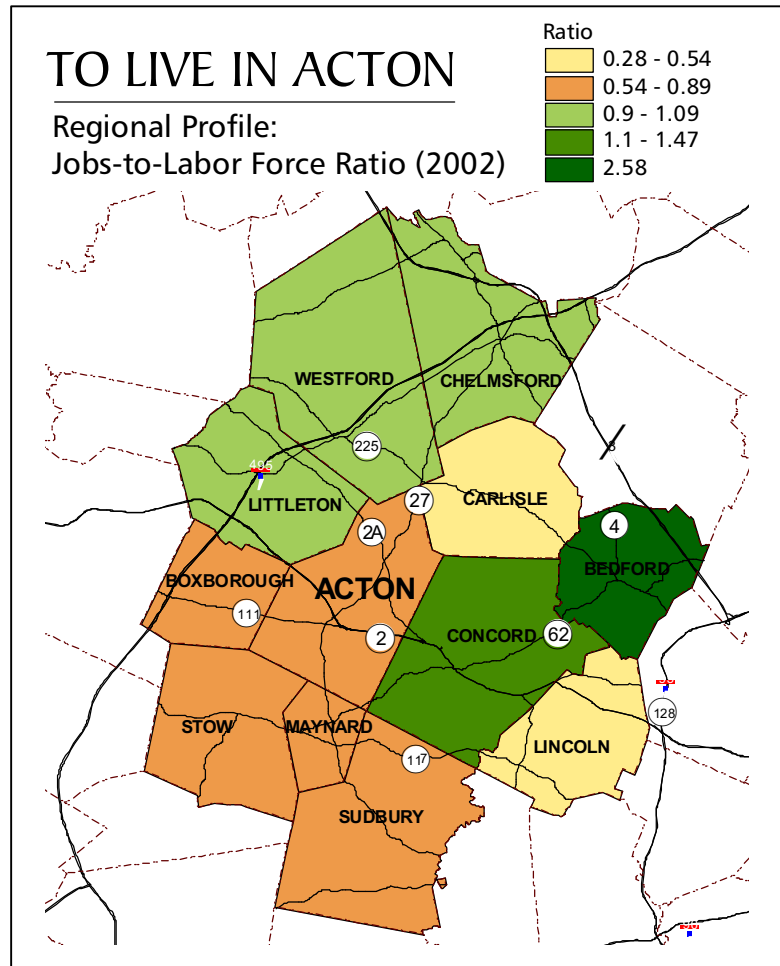 TO LIVE IN ACTON
Regional Profile:
Jobs-to-Labor Force Ratio (2002)
Ratio
0.28 - 0.54
0.54 - 0.89
0.9 - 1.09
1.1 - 1.47
2.58
WESTFORD
CHELMSFORD
3
225
495
LITTLETON
27
CARLISLE
2A
4
BOXBOROUGH
BEDFORD
ACTON
111
2
CONCORD
62
128
STOW
MAYNARD
LINCOLN
117
SUDBURY